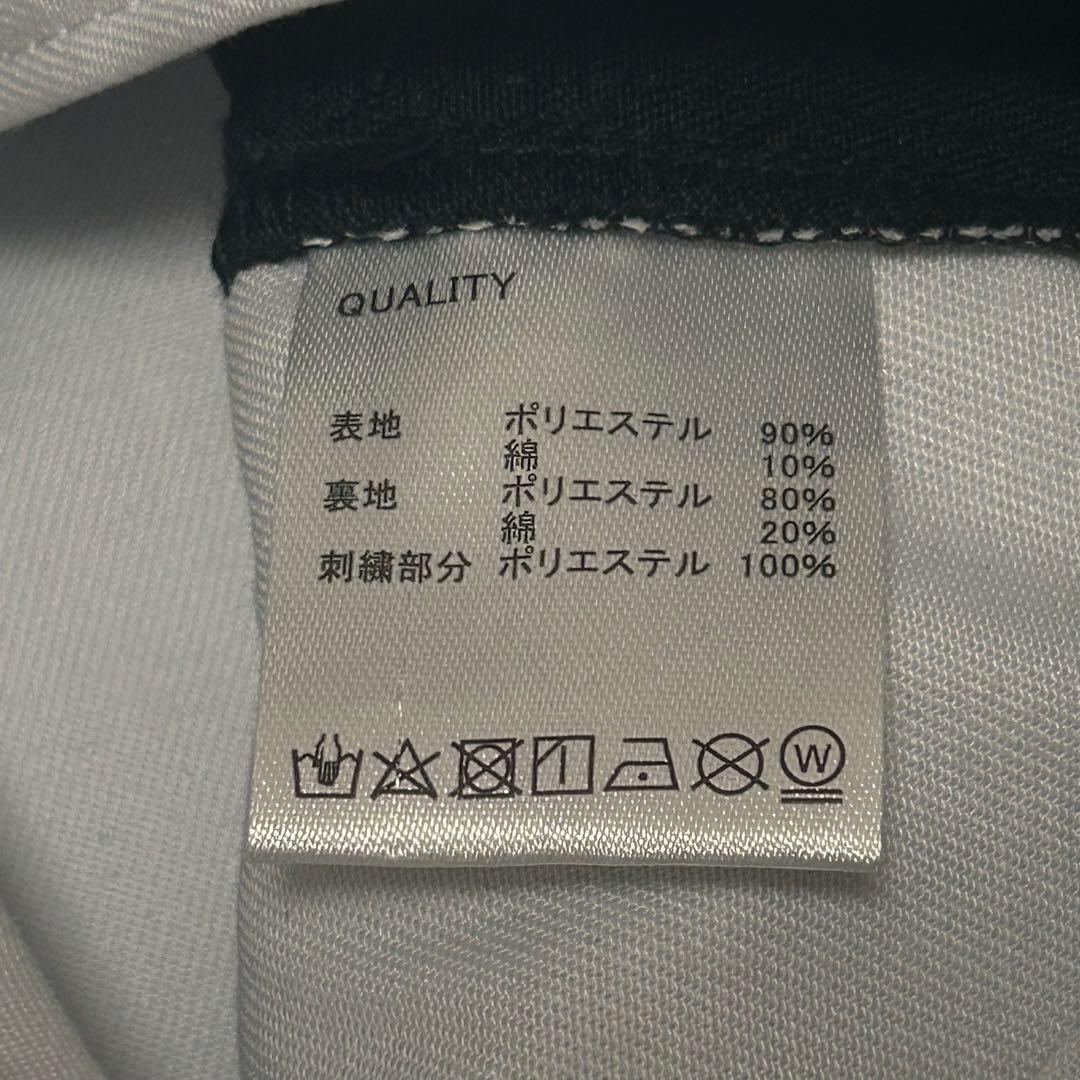 QUALITY
表地 ポリエステル 90%
綿 10%
裏地 ポリエステル 80%
綿 20%
刺繍部分 ポリエステル 100%
W